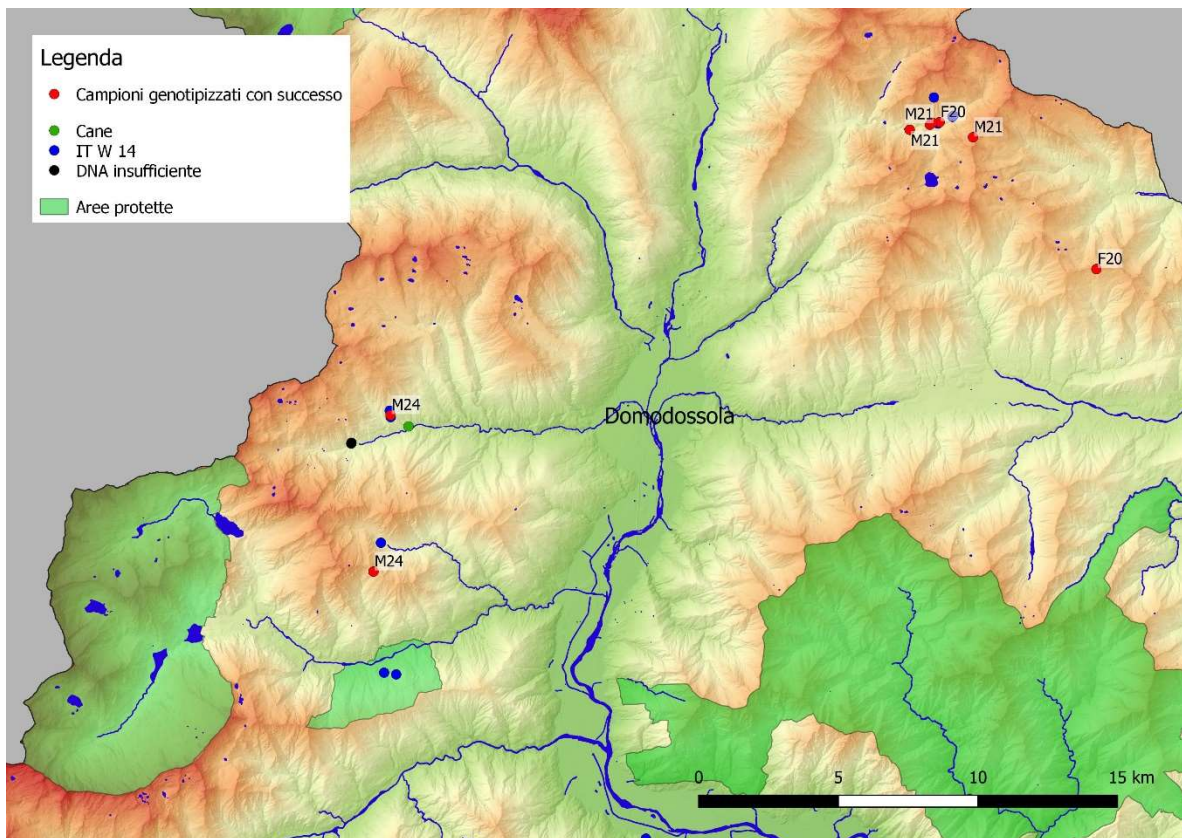 Legenda
Campioni genotipizzati con successo
Cane
IT W 14
DNA insufficiente
Aree protette
M21
F20
M21
M21
F20
M24
Domodossola
M24
0
5
10
15 km